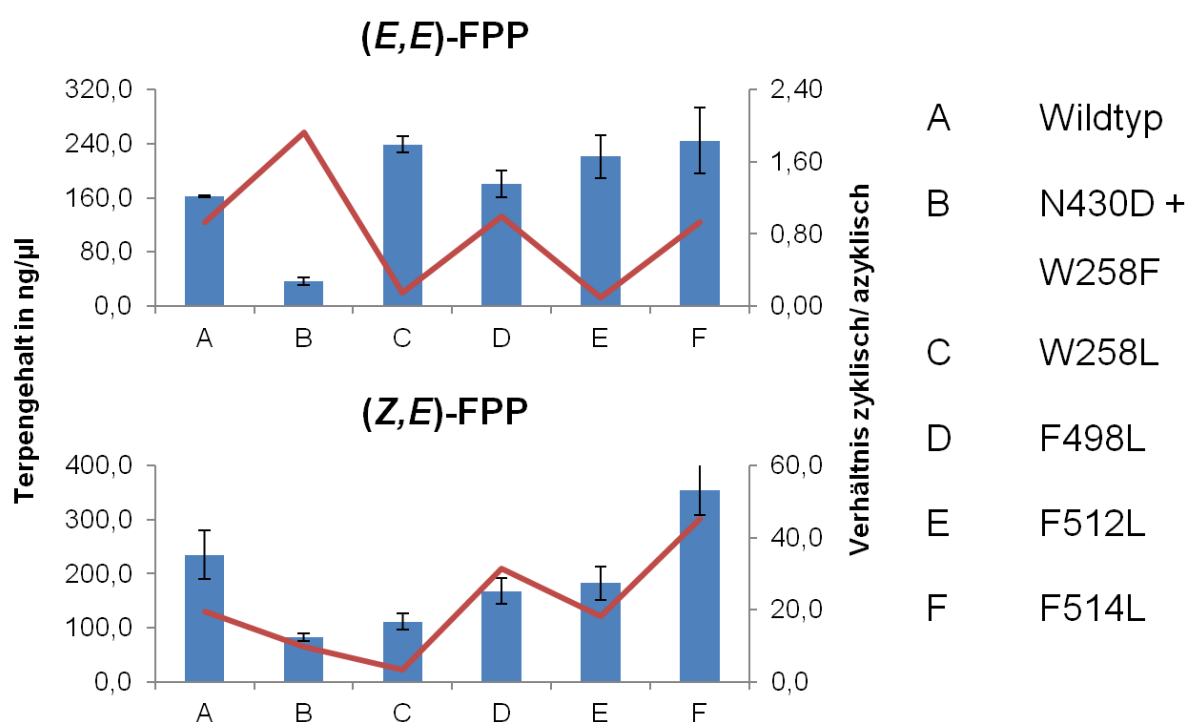 (E,E)-FPP
320,0
240,0
160,0
80,0
0,0
2,40
1,60
0,80
0,00
A B C D E F
(Z,E)-FPP
400,0
300,0
200,0
100,0
0,0
60,0
40,0
20,0
0,0
A B C D E F
Terpengehalt in ng/µl
Verhältnis zyklisch/ azyklisch
A Wildtyp
B N430D +
W258F
C W258L
D F498L
E F512L
F F514L